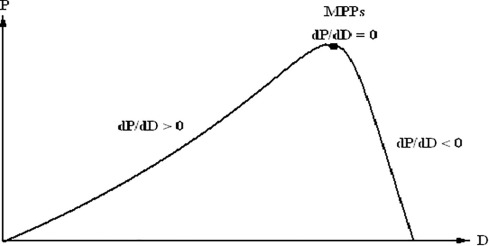 P
MPPs
dP/dD = 0
dP/dD > 0
dP/dD < 0
D